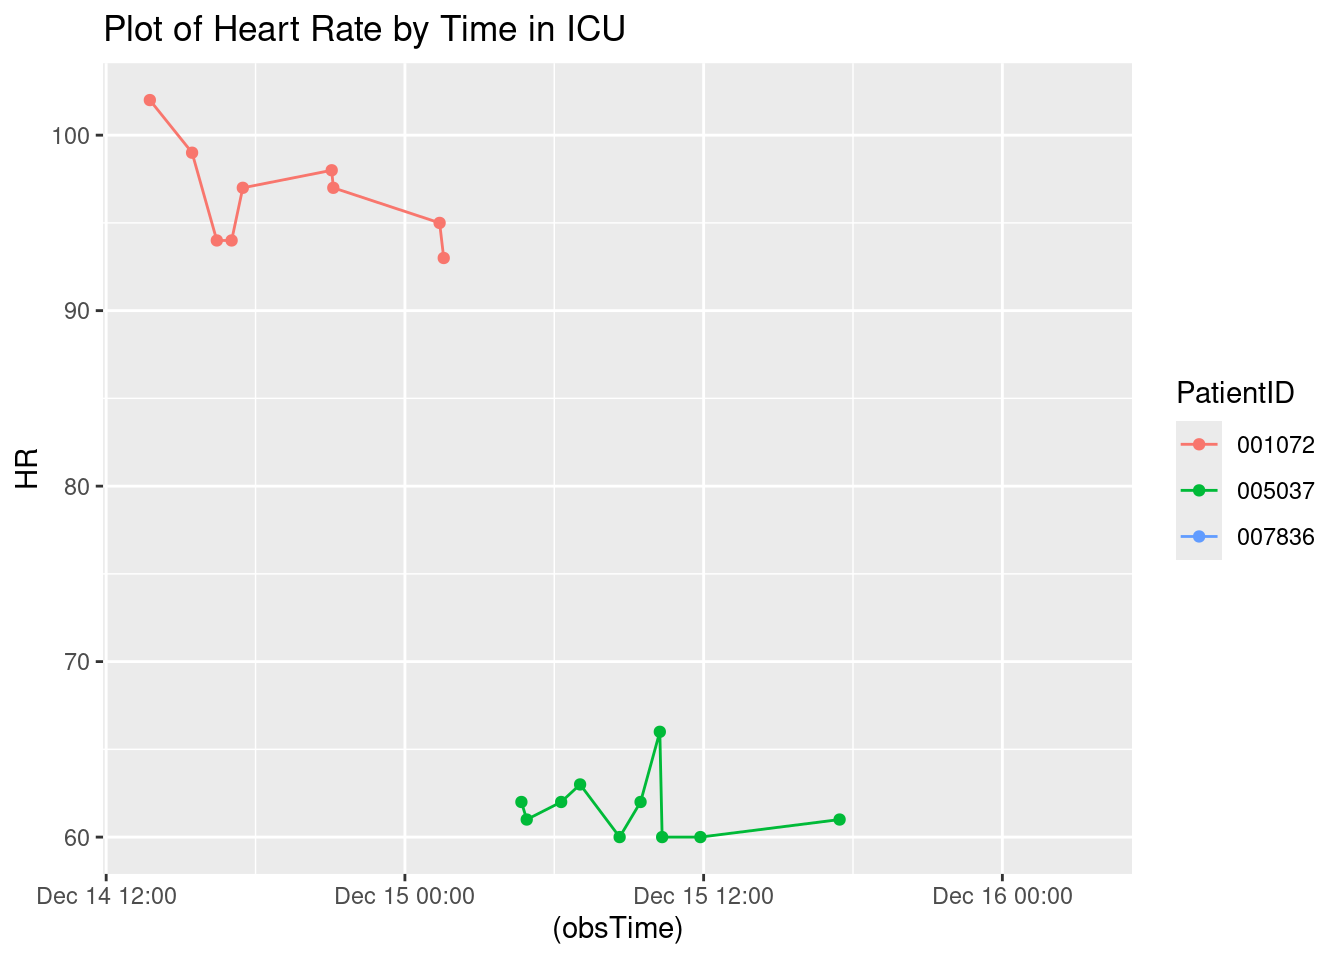 Plot of Heart Rate by Time in ICU
100
90
80
70
60
HR
Dec 14 12:00
Dec 15 00:00
Dec 15 12:00
Dec 16 00:00
(obsTime)
PatientID
001072
005037
007836